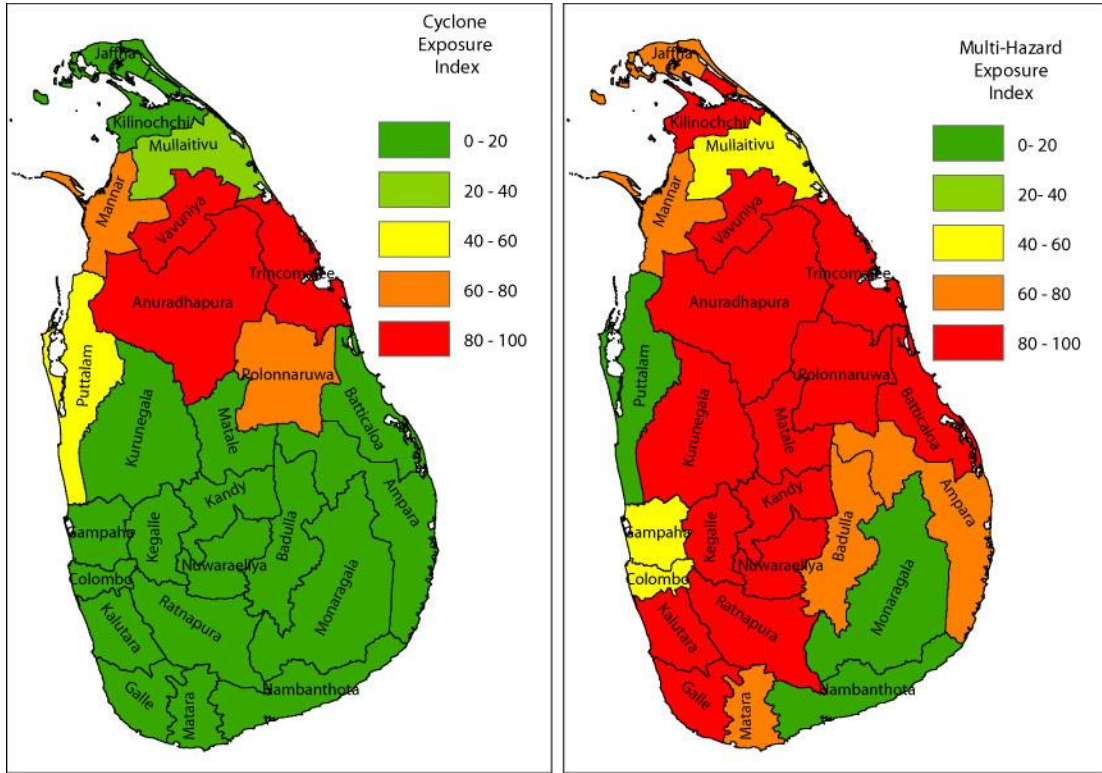 Cyclone
Exposure
Index
0 - 20
20 - 40
40 - 60
60 - 80
80 - 100
Jaffna
Kilinochchi
Mullaitivu
Mannar
Vavuniya
Trincomalee
Anuradhapura
Puttalam
Polonnaruwa
Kurunegala
Matale
Batticaloa
Kandy
Ampara
Gampaha
Kegalle
Badulla
Nuwaraeliya
Colombo
Monaragala
Kalutara
Ratnapura
Galle
Matara
Hambanthota
Multi-Hazard
Exposure
Index
0- 20
20- 40
40 - 60
60 - 80
80 - 100
Jaffna
Kilinochchi
Mullaitivu
Mannar
Vavuniya
Trincomalee
Anuradhapura
Puttalam
Polonnaruwa
Kurunegala
Matale
Batticaloa
Kandy
Ampara
Gampaha
Kegalle
Badulla
Nuwaraeliya
Colombo
Monaragala
Kalutara
Ratnapura
Galle
Matara
Hambanthota